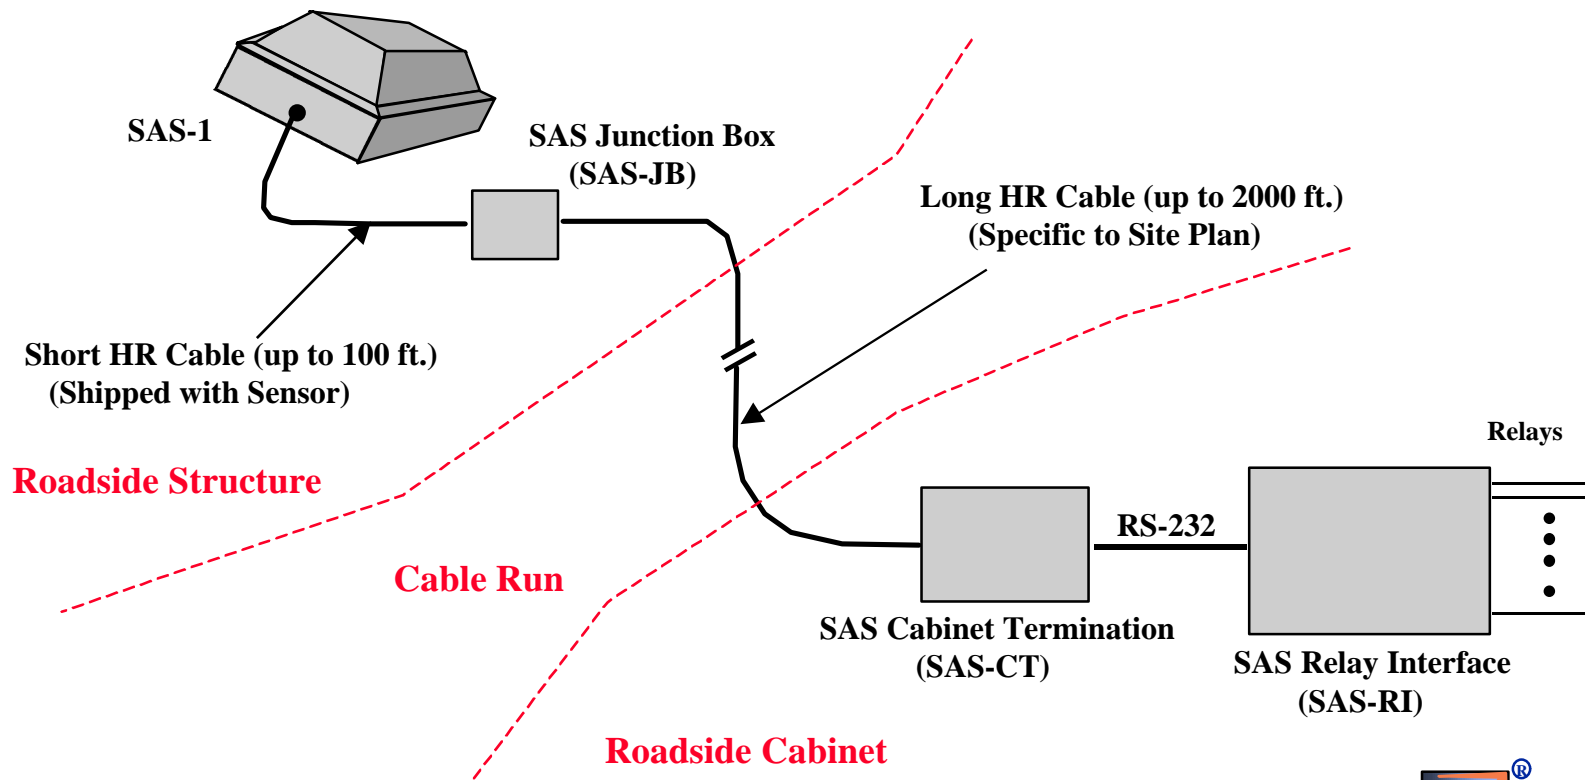 SAS-1
SAS Junction Box
(SAS-JB)
Long HR Cable (up to 2000 ft.)
(Specific to Site Plan)
Short HR Cable (up to 100 ft.)
(Shipped with Sensor)
Roadside Structure
Relays
RS-232
Cable Run
SAS Cabinet Termination
(SAS-CT)
SAS Relay Interface
(SAS-RI)
Roadside Cabinet
®